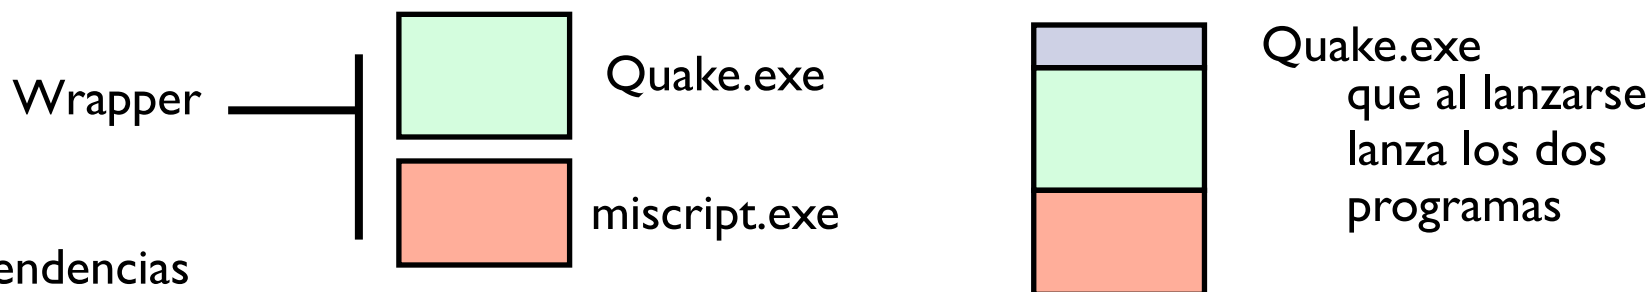 Wrapper
Quake.exe
miscript.exe
Quake.exe
que al lanzarse
lanza los dos
programas
endencias